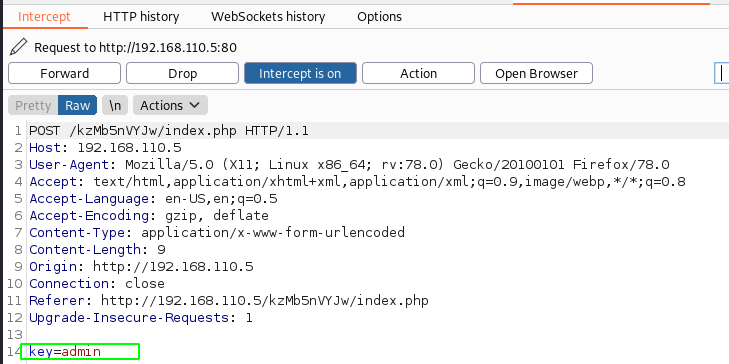 Intercept HTTP history WebSockets history Options
Request to http://192.168.110.5:80
Forward Drop Intercept is on Action Open Browser
Pretty Raw \n Actions
1 POST /kzMb5nVYJw/index.php HTTP/1.1
2 Host: 192.168.110.5
3 User-Agent: Mozilla/5.0 (X11; Linux x86_64; rv:78.0) Gecko/20100101 Firefox/78.0
4 Accept: text/html,application/xhtml+xml,application/xml;q=0.9,image/webp,*/*;q=0.8
5 Accept-Language: en-US,en;q=0.5
6 Accept-Encoding: gzip, deflate
7 Content-Type: application/x-www-form-urlencoded
8 Content-Length: 9
9 Origin: http://192.168.110.5
10 Connection: close
11 Referer: http://192.168.110.5/kzMb5nVYJw/index.php
12 Upgrade-Insecure-Requests: 1
13
14 key=admin